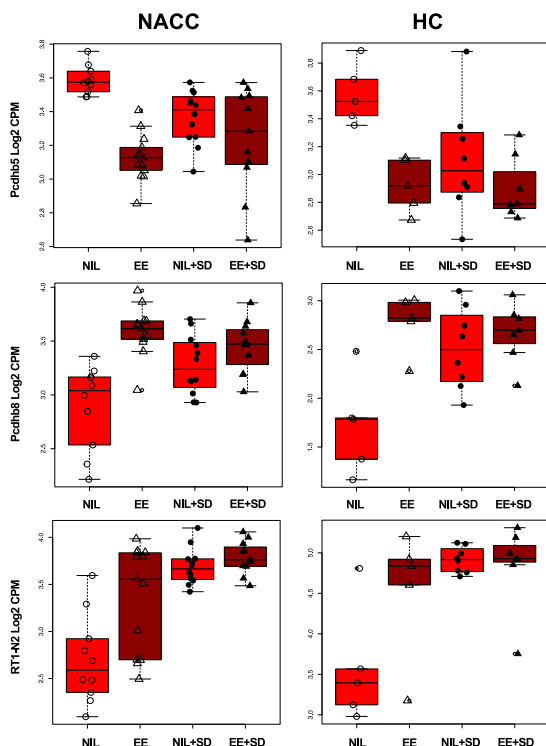 NACC HC
Pcdhb5 Log2 CPM
2.6 2.8 3.0 3.2 3.4 3.6 3.8
NIL EE NIL+SD EE+SD
2.6 2.8 3.0 3.2 3.4 3.6 3.8
NIL EE NIL+SD EE+SD
Pcdhb8 Log2 CPM
2.5 3.0 3.5 4.0
NIL EE NIL+SD EE+SD
1.5 2.0 2.5 3.0
NIL EE NIL+SD EE+SD
RT1-N2 Log2 CPM
2.5 3.0 3.5 4.0
NIL EE NIL+SD EE+SD
3.0 3.5 4.0 4.5 5.0
NIL EE NIL+SD EE+SD